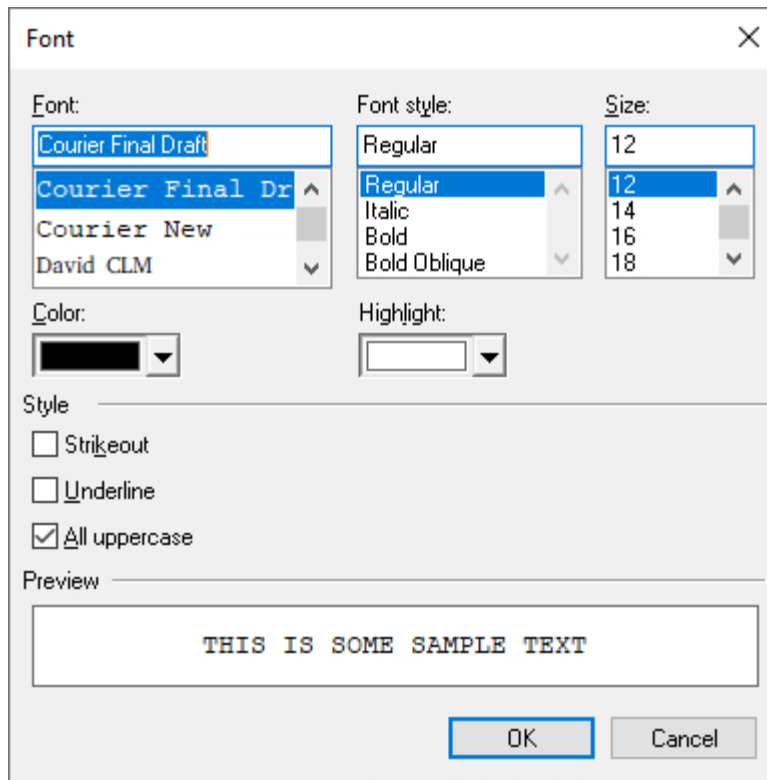 Font
Font: Font style: Size:
Courier Final Draft Regular 12
Courier Final Dr Regular 12
Courier New Italic 14
David CLM Bold 16
Bold Oblique 18
Color: Highlight:
Style
Strikeout
Underline
All uppercase
Preview
THIS IS SOME SAMPLE TEXT
OK Cancel